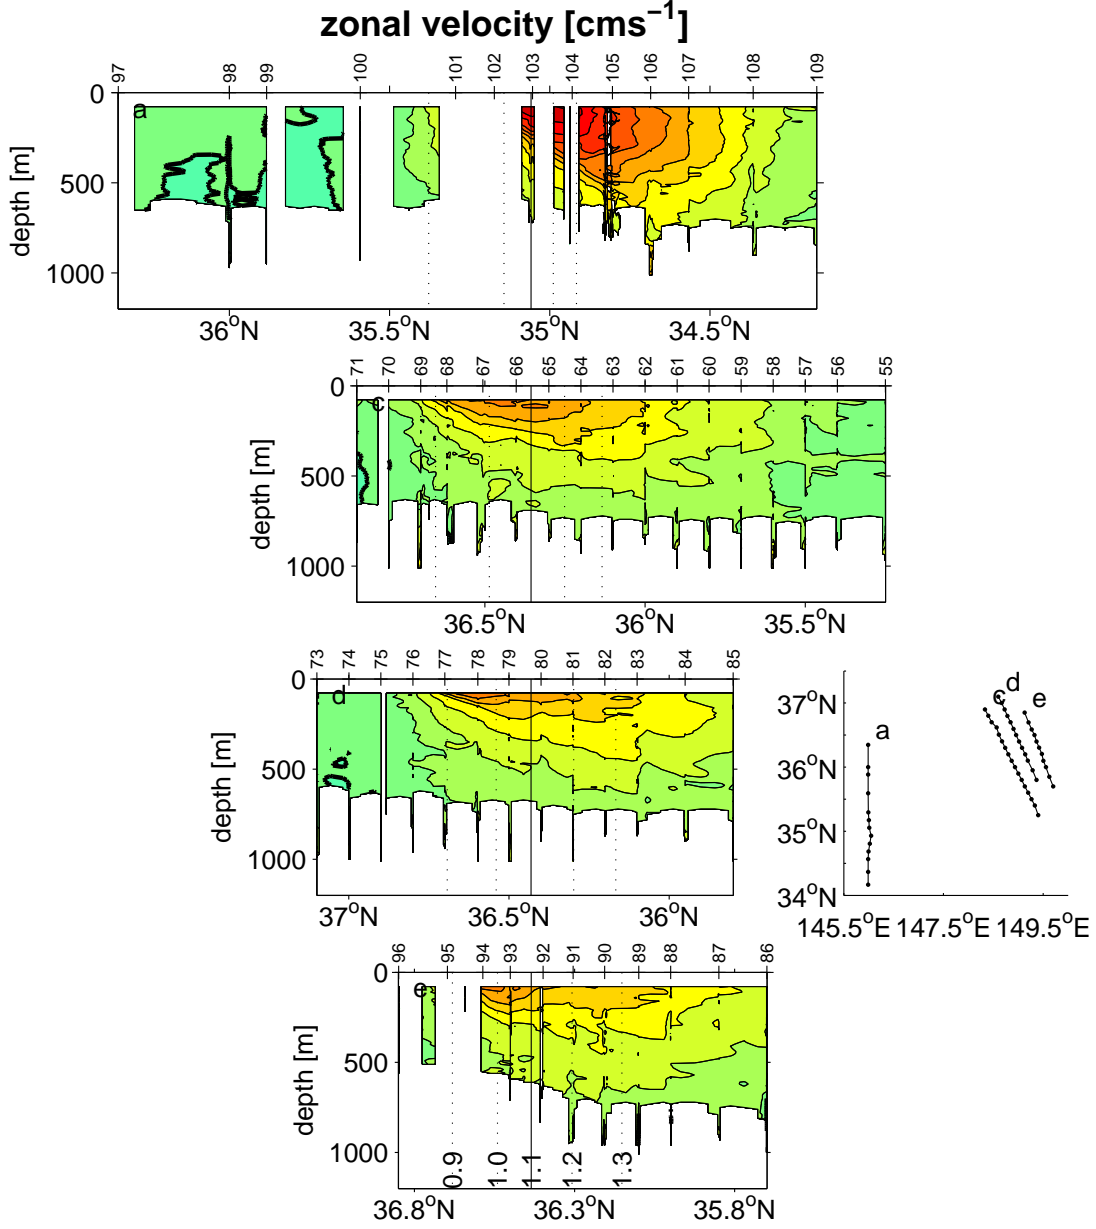 zonal velocity [cms⁻¹]
97 98 99 100 101 102 103 104 105 106 107 108 109
a
0
500
1000
depth [m]
36°N 35.5°N 35°N 34.5°N
71 70 69 68 67 66 65 64 63 62 61 60 59 58 57 56 55
c
0
500
1000
depth [m]
36.5°N 36°N 35.5°N
73 74 75 76 77 78 79 80 81 82 83 84 85
d
0
500
1000
depth [m]
37°N 36.5°N 36°N
a c d e
37°N
36°N
35°N
34°N
145.5°E 147.5°E 149.5°E
96 95 94 93 92 91 90 89 88 87 86
e
0
500
1000
depth [m]
0.9 1.0 1.1 1.2 1.3
36.8°N 36.3°N 35.8°N